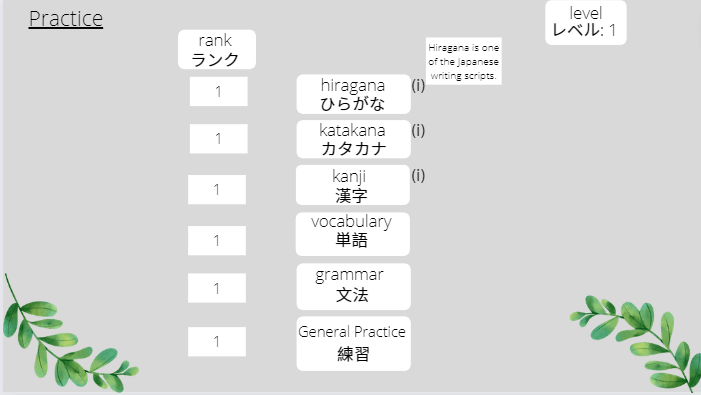 Practice
level
レベル: 1
rank
ランク
Hiragana is one
of the Japanese
writing scripts.
1
hiragana (i)
ひらがな
1
katakana (i)
カタカナ
1
kanji (i)
漢字
1
vocabulary
単語
1
grammar
文法
1
General Practice
練習